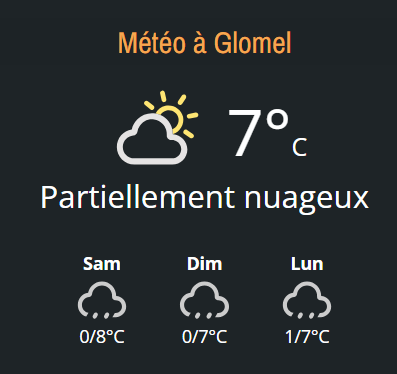 Météo à Glomel
7°C
Partiellement nuageux
Sam Dim Lun
0/8°C 0/7°C 1/7°C